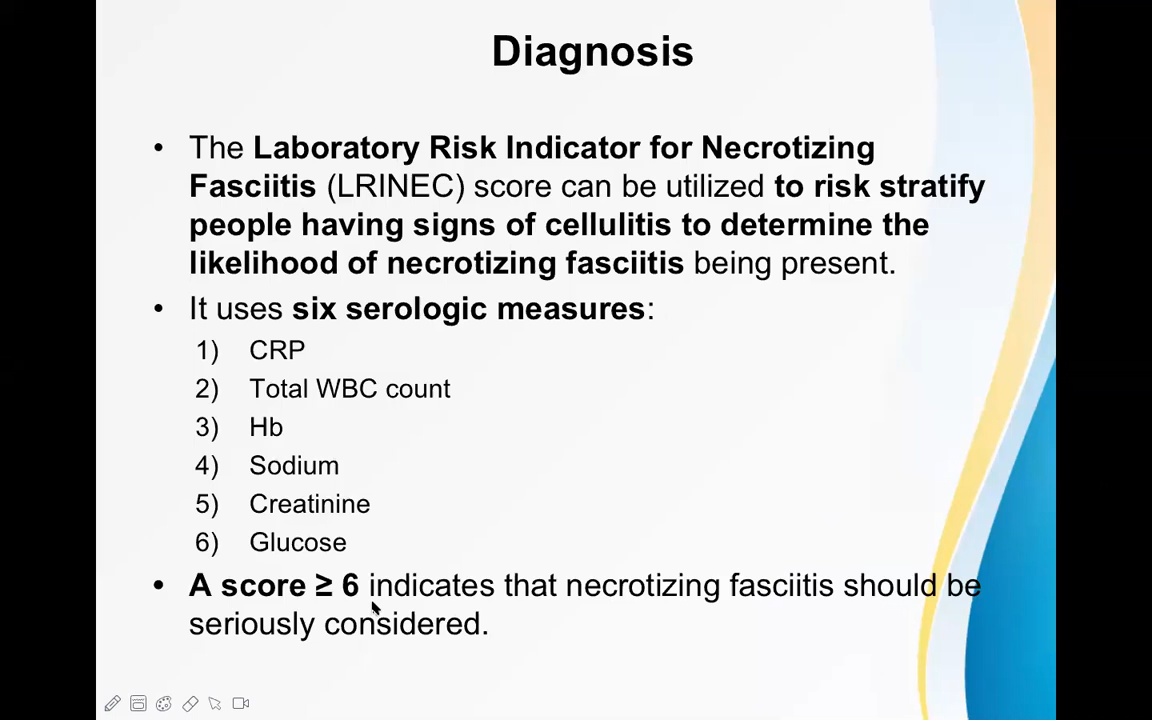 Diagnosis
• The Laboratory Risk Indicator for Necrotizing
Fasciitis (LRINEC) score can be utilized to risk stratify
people having signs of cellulitis to determine the
likelihood of necrotizing fasciitis being present.
• It uses six serologic measures:
1) CRP
2) Total WBC count
3) Hb
4) Sodium
5) Creatinine
6) Glucose
• A score ≥ 6 indicates that necrotizing fasciitis should be
seriously considered.